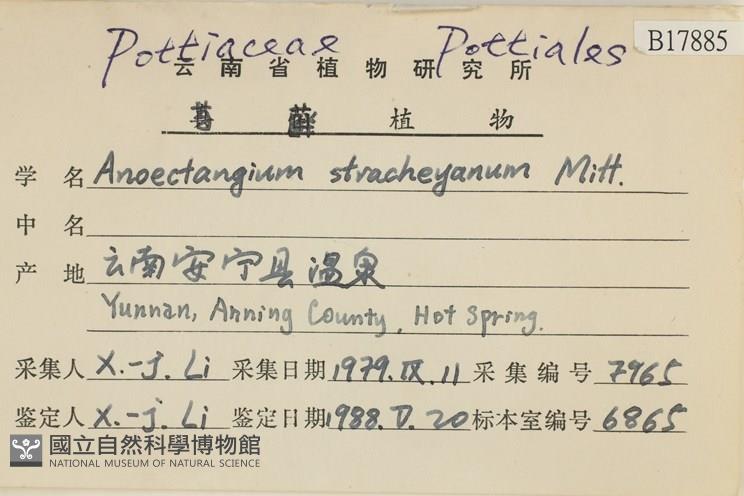 Pottiaceae Pottiales B17885
云南省植物研究所
苔藓植物
学名 Anoectangium stracheyanum Mitt.
中名
产地 云南安宁县温泉
Yunnan, Anning County, Hot Spring.
采集人 X.-J. Li 采集日期 1979.IX.11 采集编号 7965
鉴定人 X.-J. Li 鉴定日期 1988.V.20 标本室编号 6865
國立自然科學博物館
NATIONAL MUSEUM OF NATURAL SCIENCE